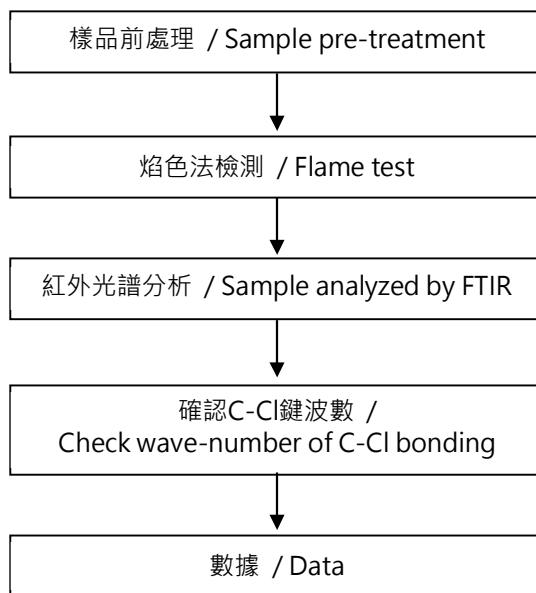 樣品前處理 / Sample pre-treatment
焰色法檢測 / Flame test
紅外光譜分析 / Sample analyzed by FTIR
確認C-Cl鍵波數 /
Check wave-number of C-Cl bonding
數據 / Data